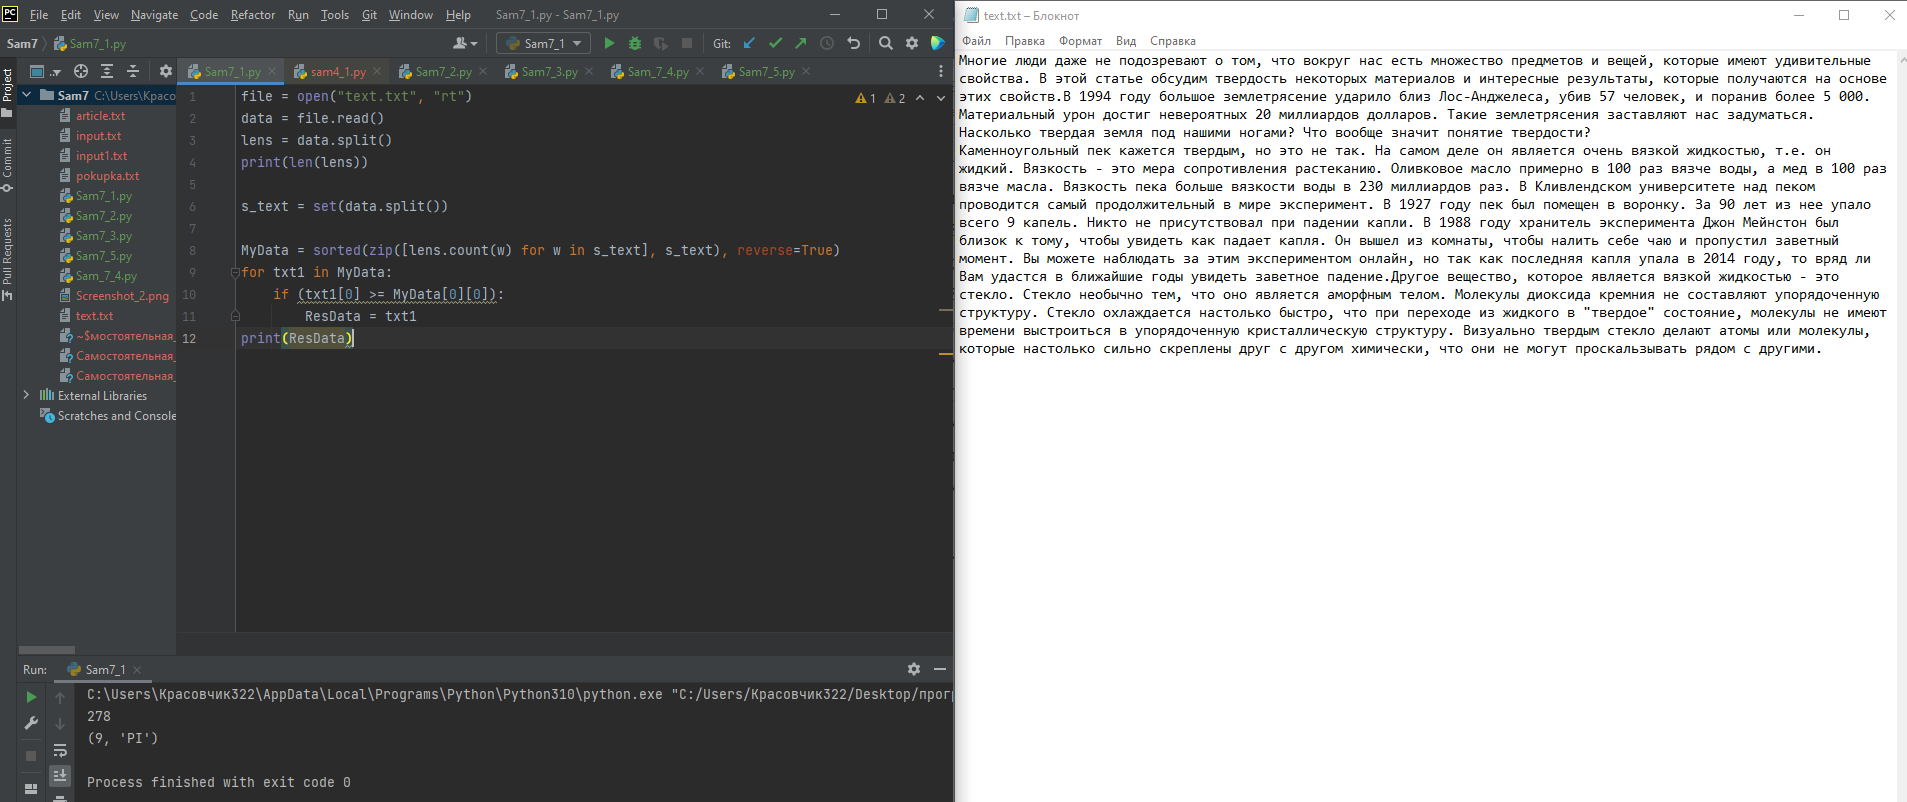 File Edit View Navigate Code Refactor Run Tools Git Window Help Sam7_1.py - Sam7_1.py
Sam7 Sam7_1.py Sam7_1 Git:
Sam7_1.py sam4_1.py Sam7_2.py Sam7_3.py Sam_7_4.py Sam7_5.py
Project
Commit
Pull Requests
Sam7 C:\Users\Красо
article.txt
input.txt
input1.txt
pokupka.txt
Sam7_1.py
Sam7_2.py
Sam7_3.py
Sam7_5.py
Sam_7_4.py
Screenshot_2.png
text.txt
~$мостоятельная_
Самостоятельная_
Самостоятельная_
External Libraries
Scratches and Console
1 file = open("text.txt", "rt")
2 data = file.read()
3 lens = data.split()
4 print(len(lens))
5
6 s_text = set(data.split())
7
8 MyData = sorted(zip([lens.count(w) for w in s_text], s_text), reverse=True)
9 for txt1 in MyData:
10 if (txt1[0] >= MyData[0][0]):
11 ResData = txt1
12 print(ResData)
1 2
Run: Sam7_1
C:\Users\Красовчик322\AppData\Local\Programs\Python\Python310\python.exe "C:/Users/Красовчик322/Desktop/прогр
278
(9, 'РІ')
Process finished with exit code 0
text.txt – Блокнот
Файл Правка Формат Вид Справка
Многие люди даже не подозревают о том, что вокруг нас есть множество предметов и вещей, которые имеют удивительные
свойства. В этой статье обсудим твердость некоторых материалов и интересные результаты, которые получаются на основе
этих свойств.В 1994 году большое землетрясение ударило близ Лос-Анджелеса, убив 57 человек, и поранив более 5 000.
Материальный урон достиг невероятных 20 миллиардов долларов. Такие землетрясения заставляют нас задуматься.
Насколько твердая земля под нашими ногами? Что вообще значит понятие твердости?
Каменноугольный пек кажется твердым, но это не так. На самом деле он является очень вязкой жидкостью, т.е. он
жидкий. Вязкость - это мера сопротивления растеканию. Оливковое масло примерно в 100 раз вязче воды, а мед в 100 раз
вязче масла. Вязкость пека больше вязкости воды в 230 миллиардов раз. В Кливлендском университете над пеком
проводится самый продолжительный в мире эксперимент. В 1927 году пек был помещен в воронку. За 90 лет из нее упало
всего 9 капель. Никто не присутствовал при падении капли. В 1988 году хранитель эксперимента Джон Мейнстон был
близок к тому, чтобы увидеть как падает капля. Он вышел из комнаты, чтобы налить себе чаю и пропустил заветный
момент. Вы можете наблюдать за этим экспериментом онлайн, но так как последняя капля упала в 2014 году, то вряд ли
Вам удастся в ближайшие годы увидеть заветное падение.Другое вещество, которое является вязкой жидкостью - это
стекло. Стекло необычно тем, что оно является аморфным телом. Молекулы диоксида кремния не составляют упорядоченную
структуру. Стекло охлаждается настолько быстро, что при переходе из жидкого в "твердое" состояние, молекулы не имеют
времени выстроиться в упорядоченную кристаллическую структуру. Визуально твердым стекло делают атомы или молекулы,
которые настолько сильно скреплены друг с другом химически, что они не могут проскальзывать рядом с другими.